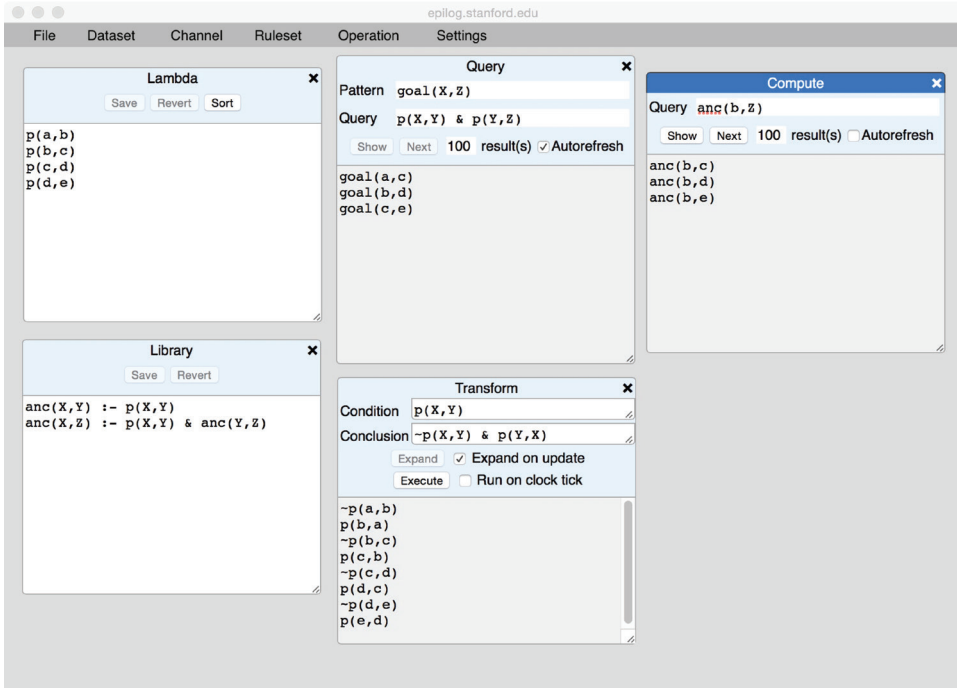 epilog.stanford.edu
File Dataset Channel Ruleset Operation Settings
Lambda
Save Revert Sort
p(a,b)
p(b,c)
p(c,d)
p(d,e)
Library
Save Revert
anc(X,Y) :- p(X,Y)
anc(X,Z) :- p(X,Y) & anc(Y,Z)
Query
Pattern goal(X,Z)
Query p(X,Y) & p(Y,Z)
Show Next 100 result(s) Autorefresh
goal(a,c)
goal(b,d)
goal(c,e)
Transform
Condition p(X,Y)
Conclusion ~p(X,Y) & p(Y,X)
Expand Expand on update
Execute Run on clock tick
~p(a,b)
p(b,a)
~p(b,c)
p(c,b)
~p(c,d)
p(d,c)
~p(d,e)
p(e,d)
Compute
Query anc(b,Z)
Show Next 100 result(s) Autorefresh
anc(b,c)
anc(b,d)
anc(b,e)